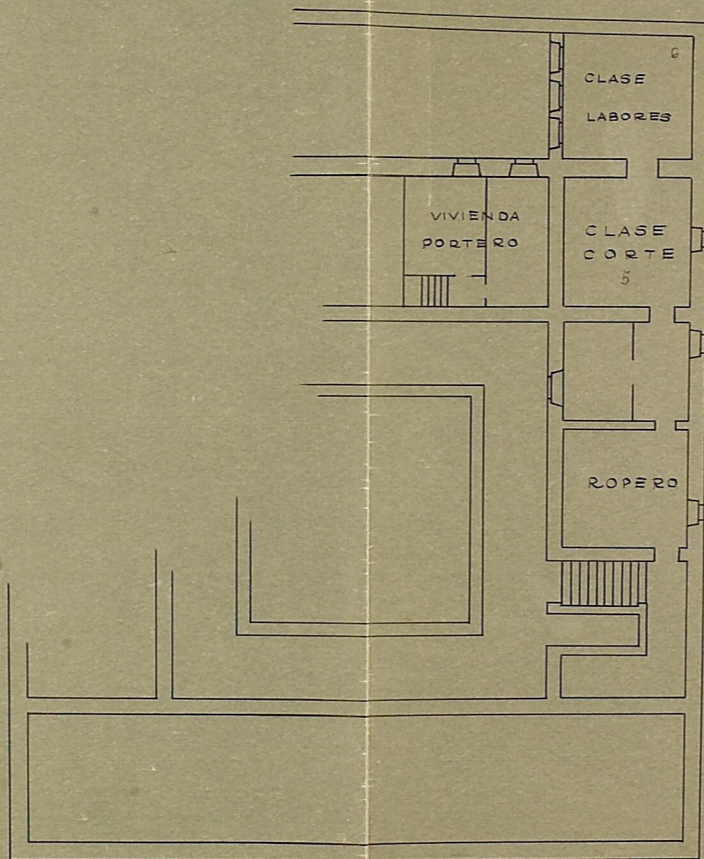 6
CLASE
LABORES
VIVIENDA
PORTERO
CLASE
CORTE
5
ROPERO